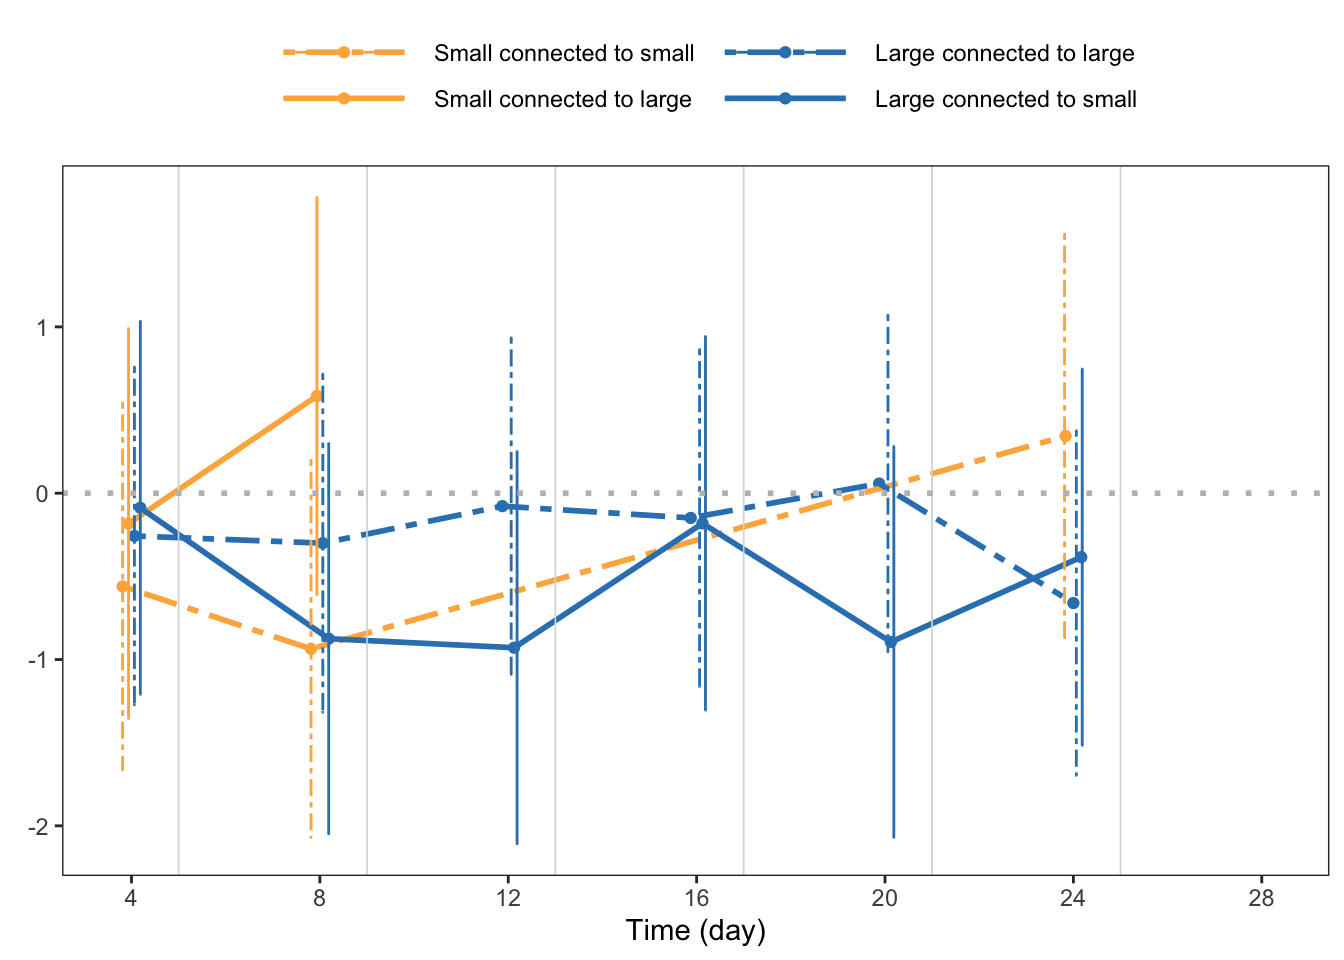 Small connected to small
Large connected to large
Small connected to large
Large connected to small
1
0
-1
-2
4 8 12 16 20 24 28
Time (day)